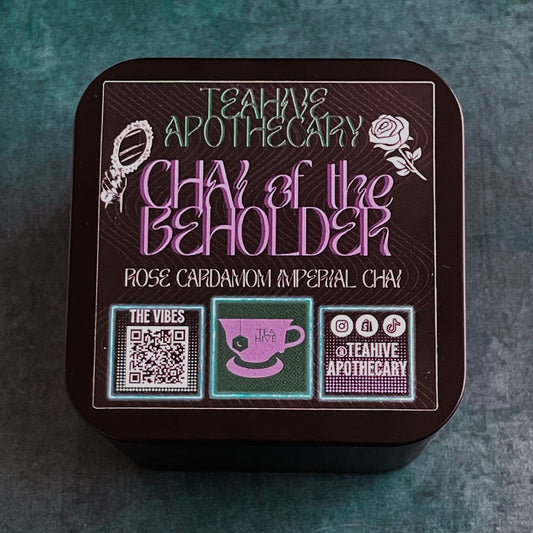 TEAHIVE
APOTHECARY
CHAI of the
BEHOLDER
ROSE CARDAMOM IMPERIAL CHAI
THE VIBES
TEA
HIVE
@TEAHIVE
APOTHECARY